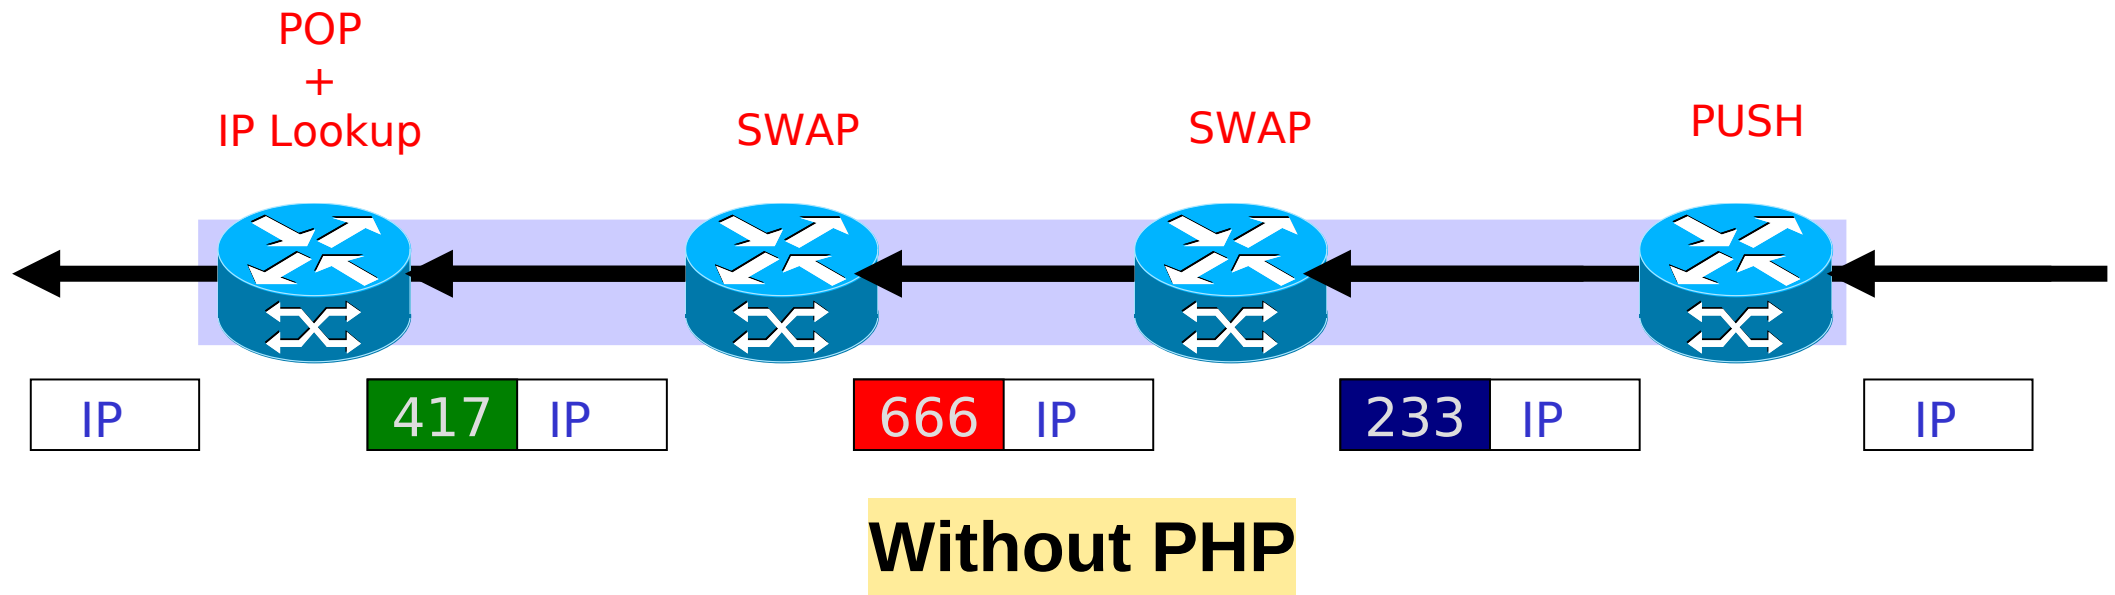 POP
+
IP Lookup
SWAP
SWAP
PUSH
IP
417 IP
666 IP
233 IP
IP
Without PHP